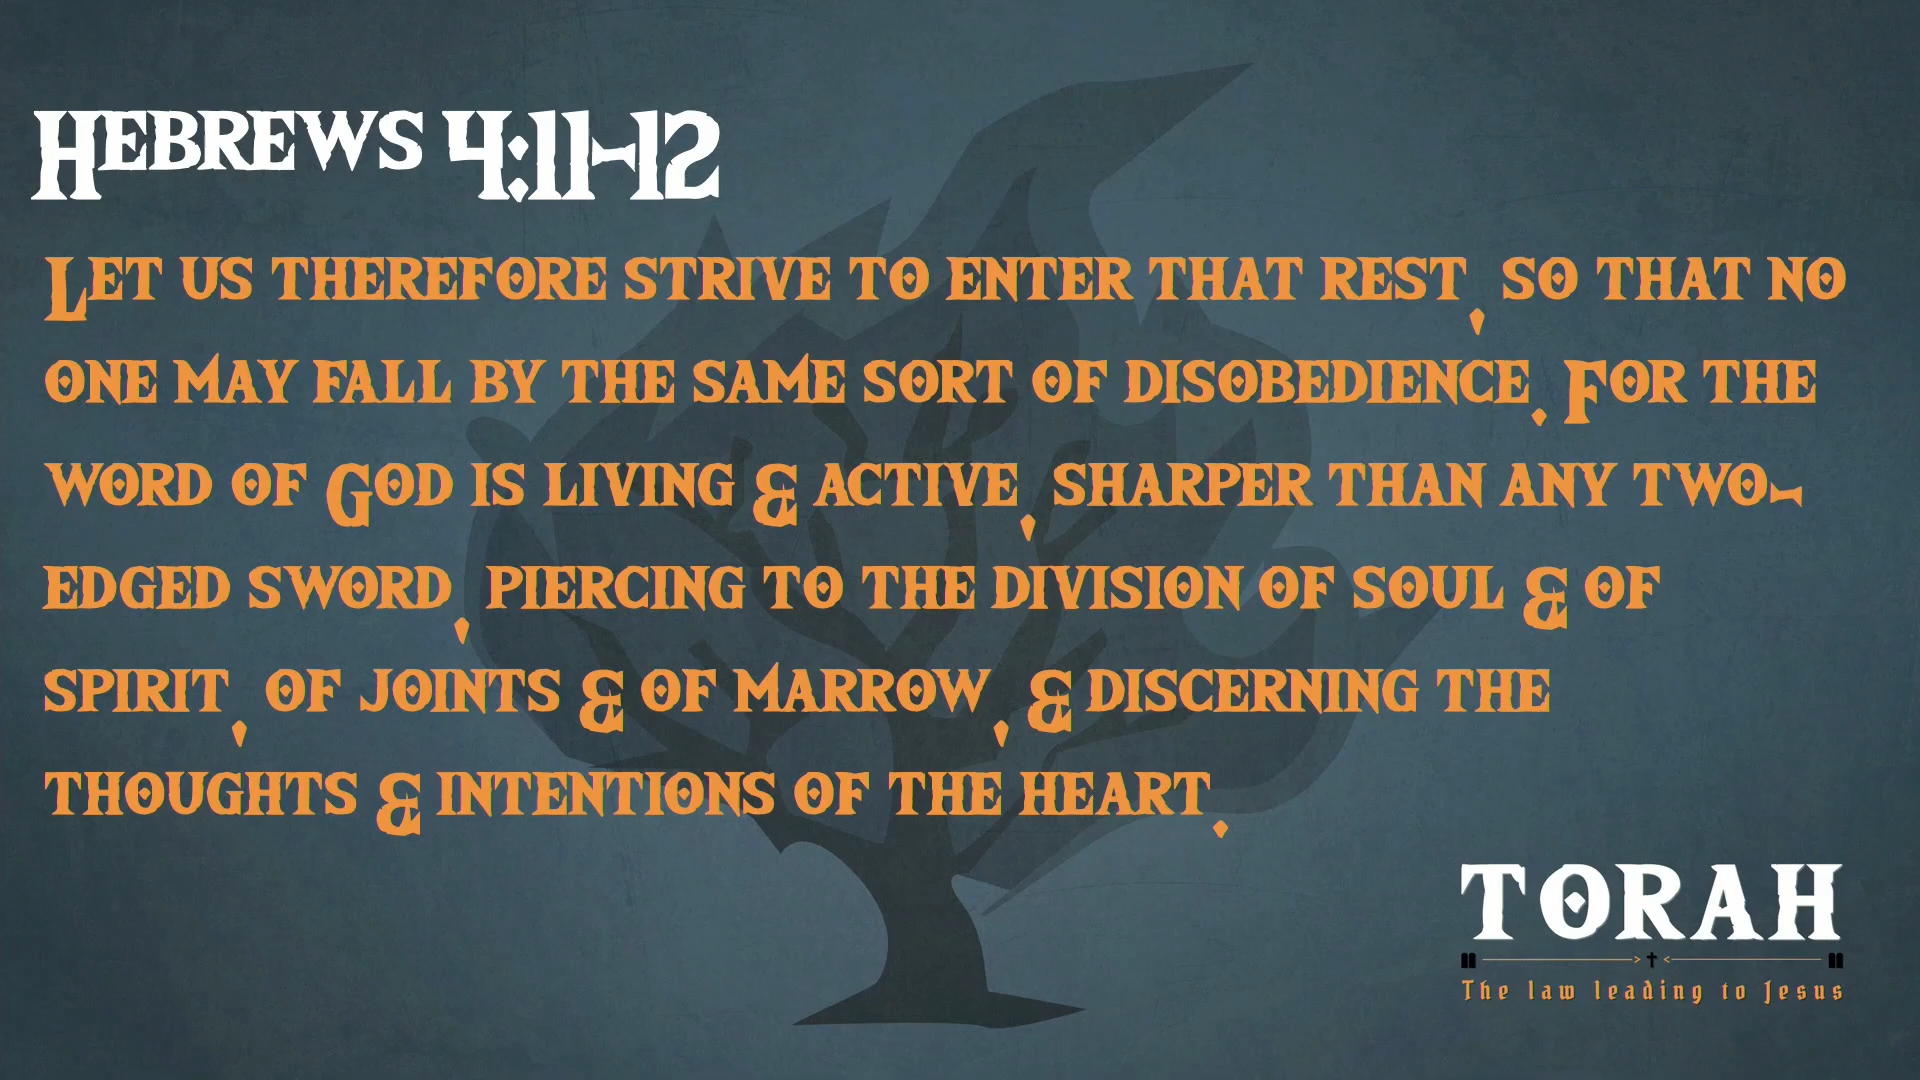 Hebrews 4:11-12
Let us therefore strive to enter that rest, so that no
one may fall by the same sort of disobedience. For the
word of God is living & active, sharper than any two-
edged sword, piercing to the division of soul & of
spirit, of joints & of marrow, & discerning the
thoughts & intentions of the heart.
TORAH
The law leading to Jesus